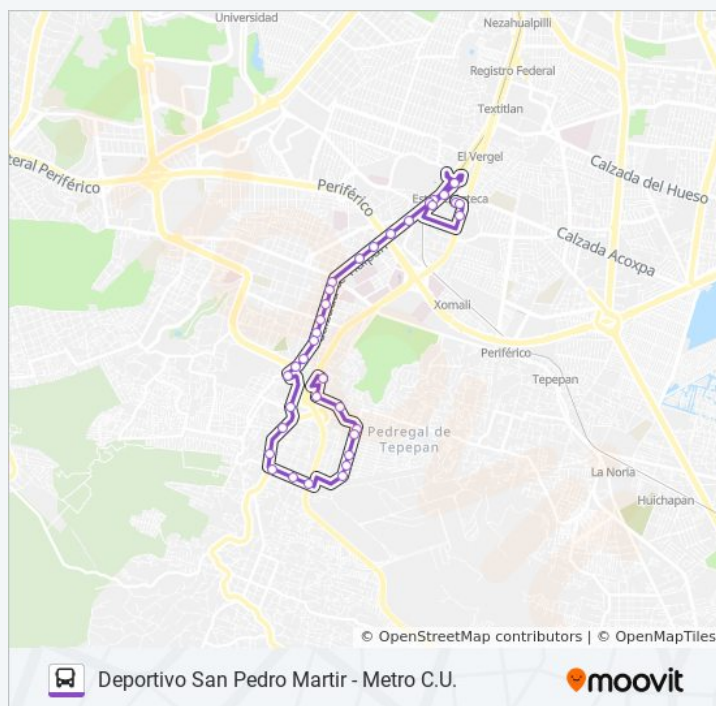 Universidad
Nezahualpilli
Registro Federal
Textitlan
El Vergel
Calzada del Hueso
teral Periférico
Periférico
Calzada Acoxpa
Xomali
Periférico
Tepepan
Pedregal de
Tepepan
La Noria
Huichapan
© OpenStreetMap contributors | © OpenMapTiles
Deportivo San Pedro Martir - Metro C.U.
moovit